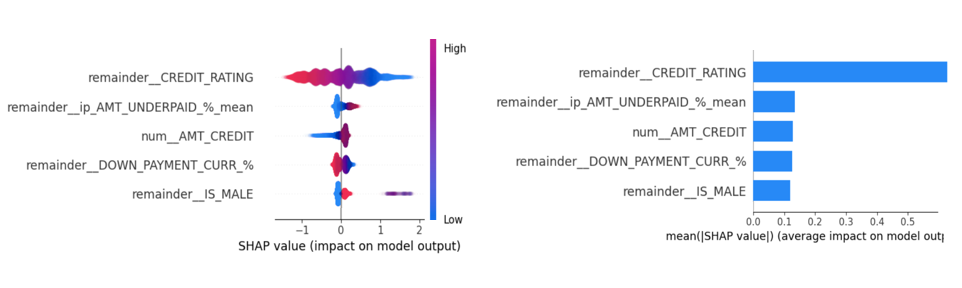 High
remainder__CREDIT_RATING
remainder__ip_AMT_UNDERPAID_%_mean
num__AMT_CREDIT
remainder__DOWN_PAYMENT_CURR_%
remainder__IS_MALE
Low
−1 0 1 2
SHAP value (impact on model output)
remainder__CREDIT_RATING
remainder__ip_AMT_UNDERPAID_%_mean
num__AMT_CREDIT
remainder__DOWN_PAYMENT_CURR_%
remainder__IS_MALE
0.0 0.1 0.2 0.3 0.4 0.5
mean(|SHAP value|) (average impact on model outp